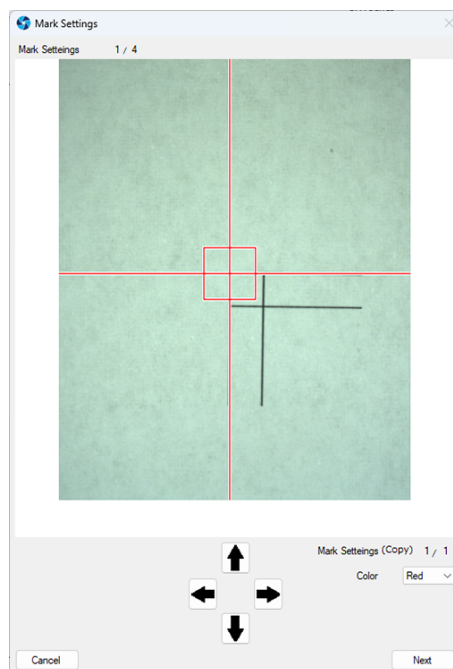 Mark Settings
Mark Setteings 1 / 4
Mark Setteings (Copy) 1 / 1
Color Red
Cancel Next